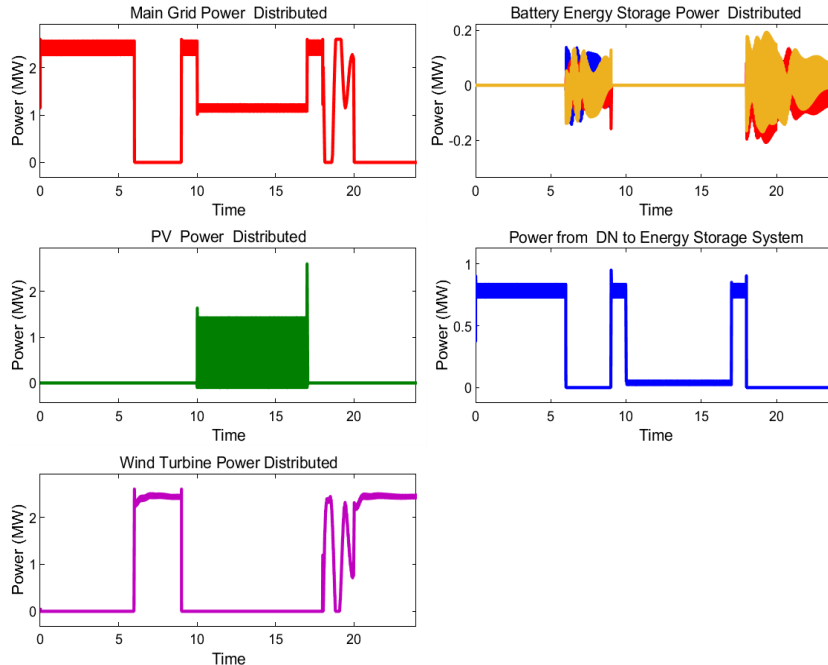 Main Grid Power Distributed
Power (MW)
2
1
0
0 5 10 15 20
Time
Battery Energy Storage Power Distributed
Power (MW)
0.2
0
-0.2
0 5 10 15 20
Time
PV Power Distributed
Power (MW)
2
1
0
0 5 10 15 20
Time
Power from DN to Energy Storage System
Power (MW)
1
0.5
0
0 5 10 15 20
Time
Wind Turbine Power Distributed
Power (MW)
2
1
0
0 5 10 15 20
Time